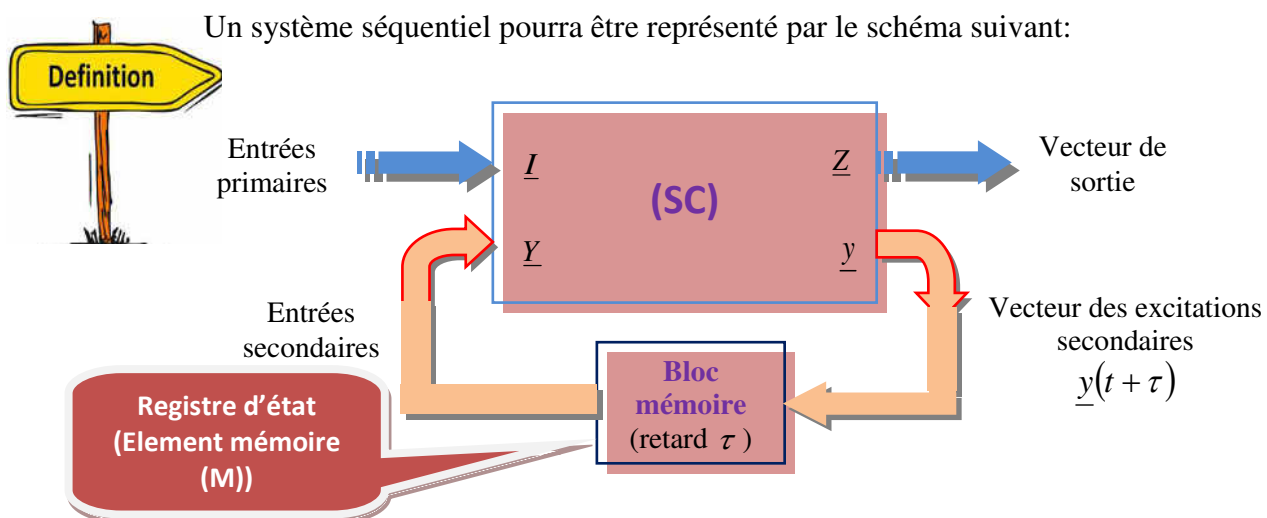 Un système séquentiel pourra être représenté par le schéma suivant:
Definition
Entrées
primaires
I
Z
(SC)
Y
y
Vecteur de
sortie
Entrées
secondaires
Vecteur des excitations
secondaires
y(t + τ)
Bloc
mémoire
(retard τ )
Registre d'état
(Element mémoire
(M))